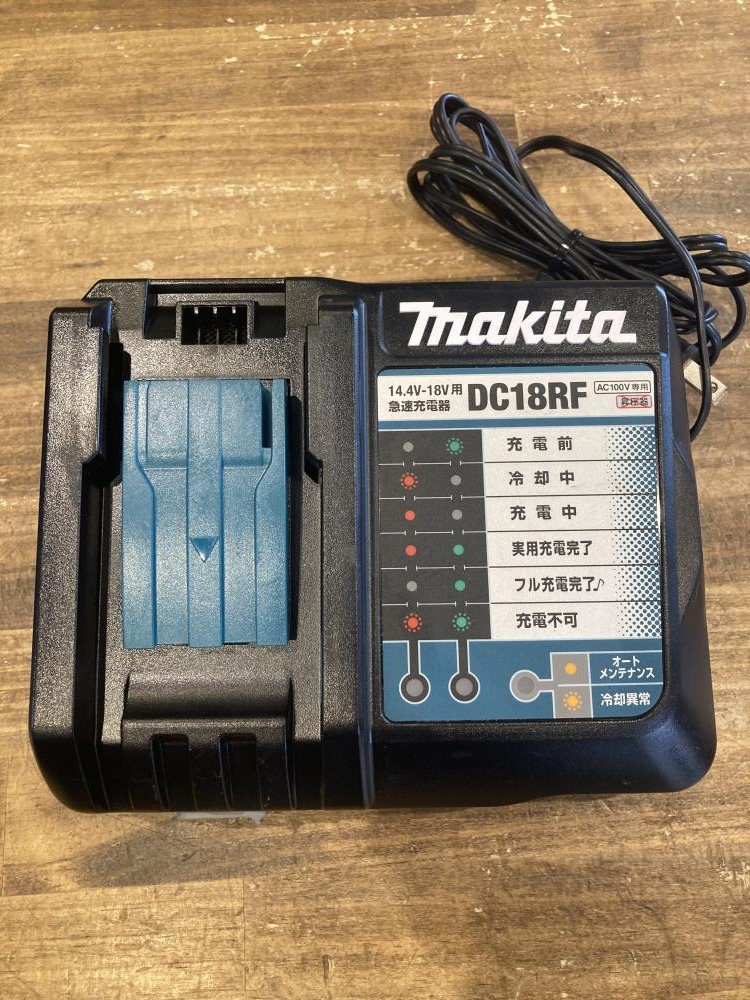 makita
14.4V-18V用
急速充電器
DC18RF
AC100V専用
充電前
冷却中
充電中
実用充電完了
フル充電完了♪
充電不可
オート
メンテナンス
冷却異常